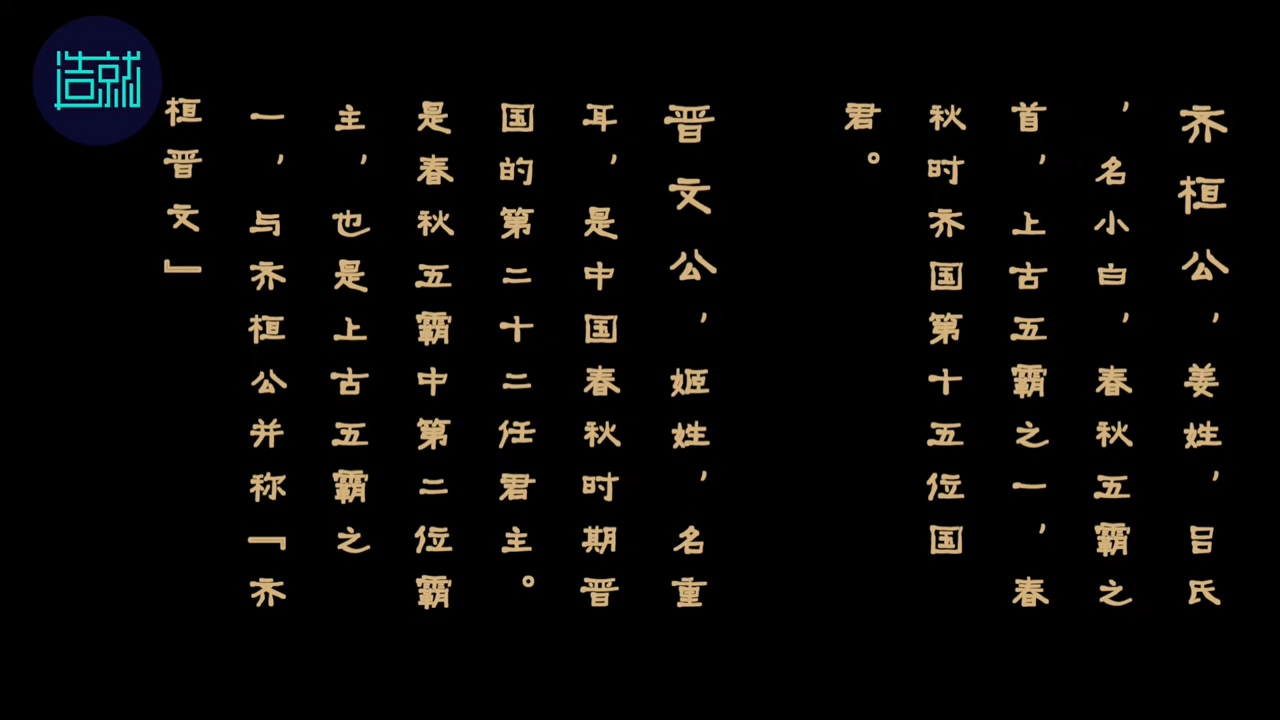 齐桓公，姜姓，吕氏
，名小白，春秋五霸之
首，上古五霸之一，春
秋时齐国第十五位国
君。
晋文公，姬姓，名重
耳，是中国春秋时期晋
国的第二十二任君主。
是春秋五霸中第二位霸
主，也是上古五霸之
一，与齐桓公并称『齐
桓晋文』
造就